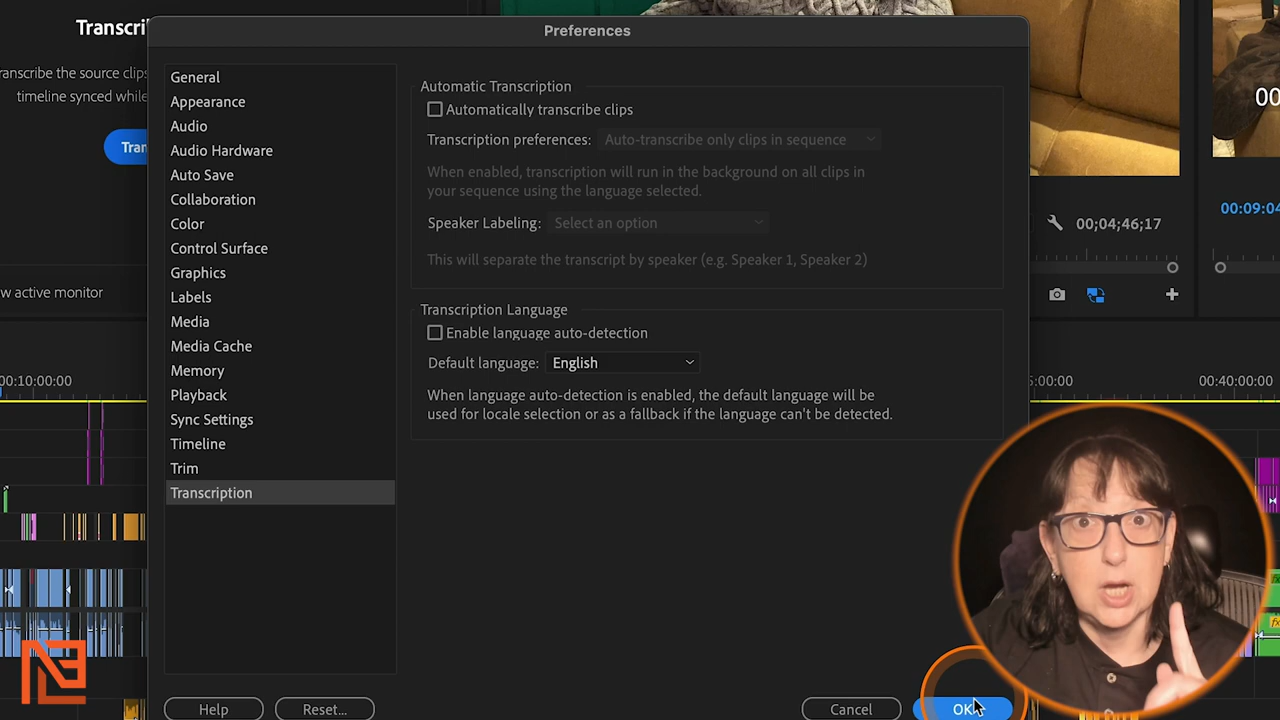 Transcri
Preferences
ranscribe the source clips
timeline synced while
Tran
w active monitor
00:10:00:00
General
Appearance
Audio
Audio Hardware
Auto Save
Collaboration
Color
Control Surface
Graphics
Labels
Media
Media Cache
Memory
Playback
Sync Settings
Timeline
Trim
Transcription
Automatic Transcription
Automatically transcribe clips
Transcription preferences: Auto-transcribe only clips in sequence
When enabled, transcription will run in the background on all clips in
your sequence using the language selected.
Speaker Labeling: Select an option
This will separate the transcript by speaker (e.g. Speaker 1, Speaker 2)
Transcription Language
Enable language auto-detection
Default language: English
When language auto-detection is enabled, the default language will be
used for locale selection or as a fallback if the language can't be detected.
00
00:09:04
00;04;46;17
5:00:00
00:40:00:00
fx
Help
Reset...
Cancel
OK